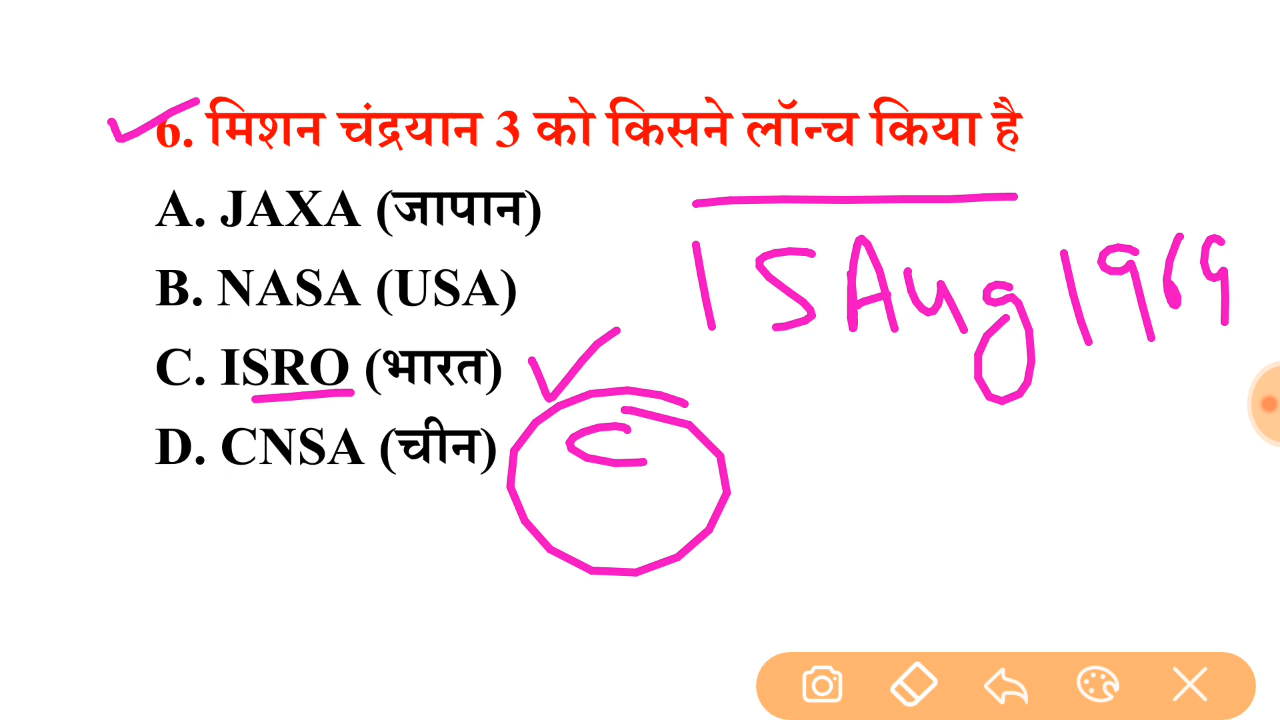 6. मिशन चंद्रयान 3 को किसने लॉन्च किया है
A. JAXA (जापान)
15 Aug 1969
B. NASA (USA)
C. ISRO (भारत)
D. CNSA (चीन)
C